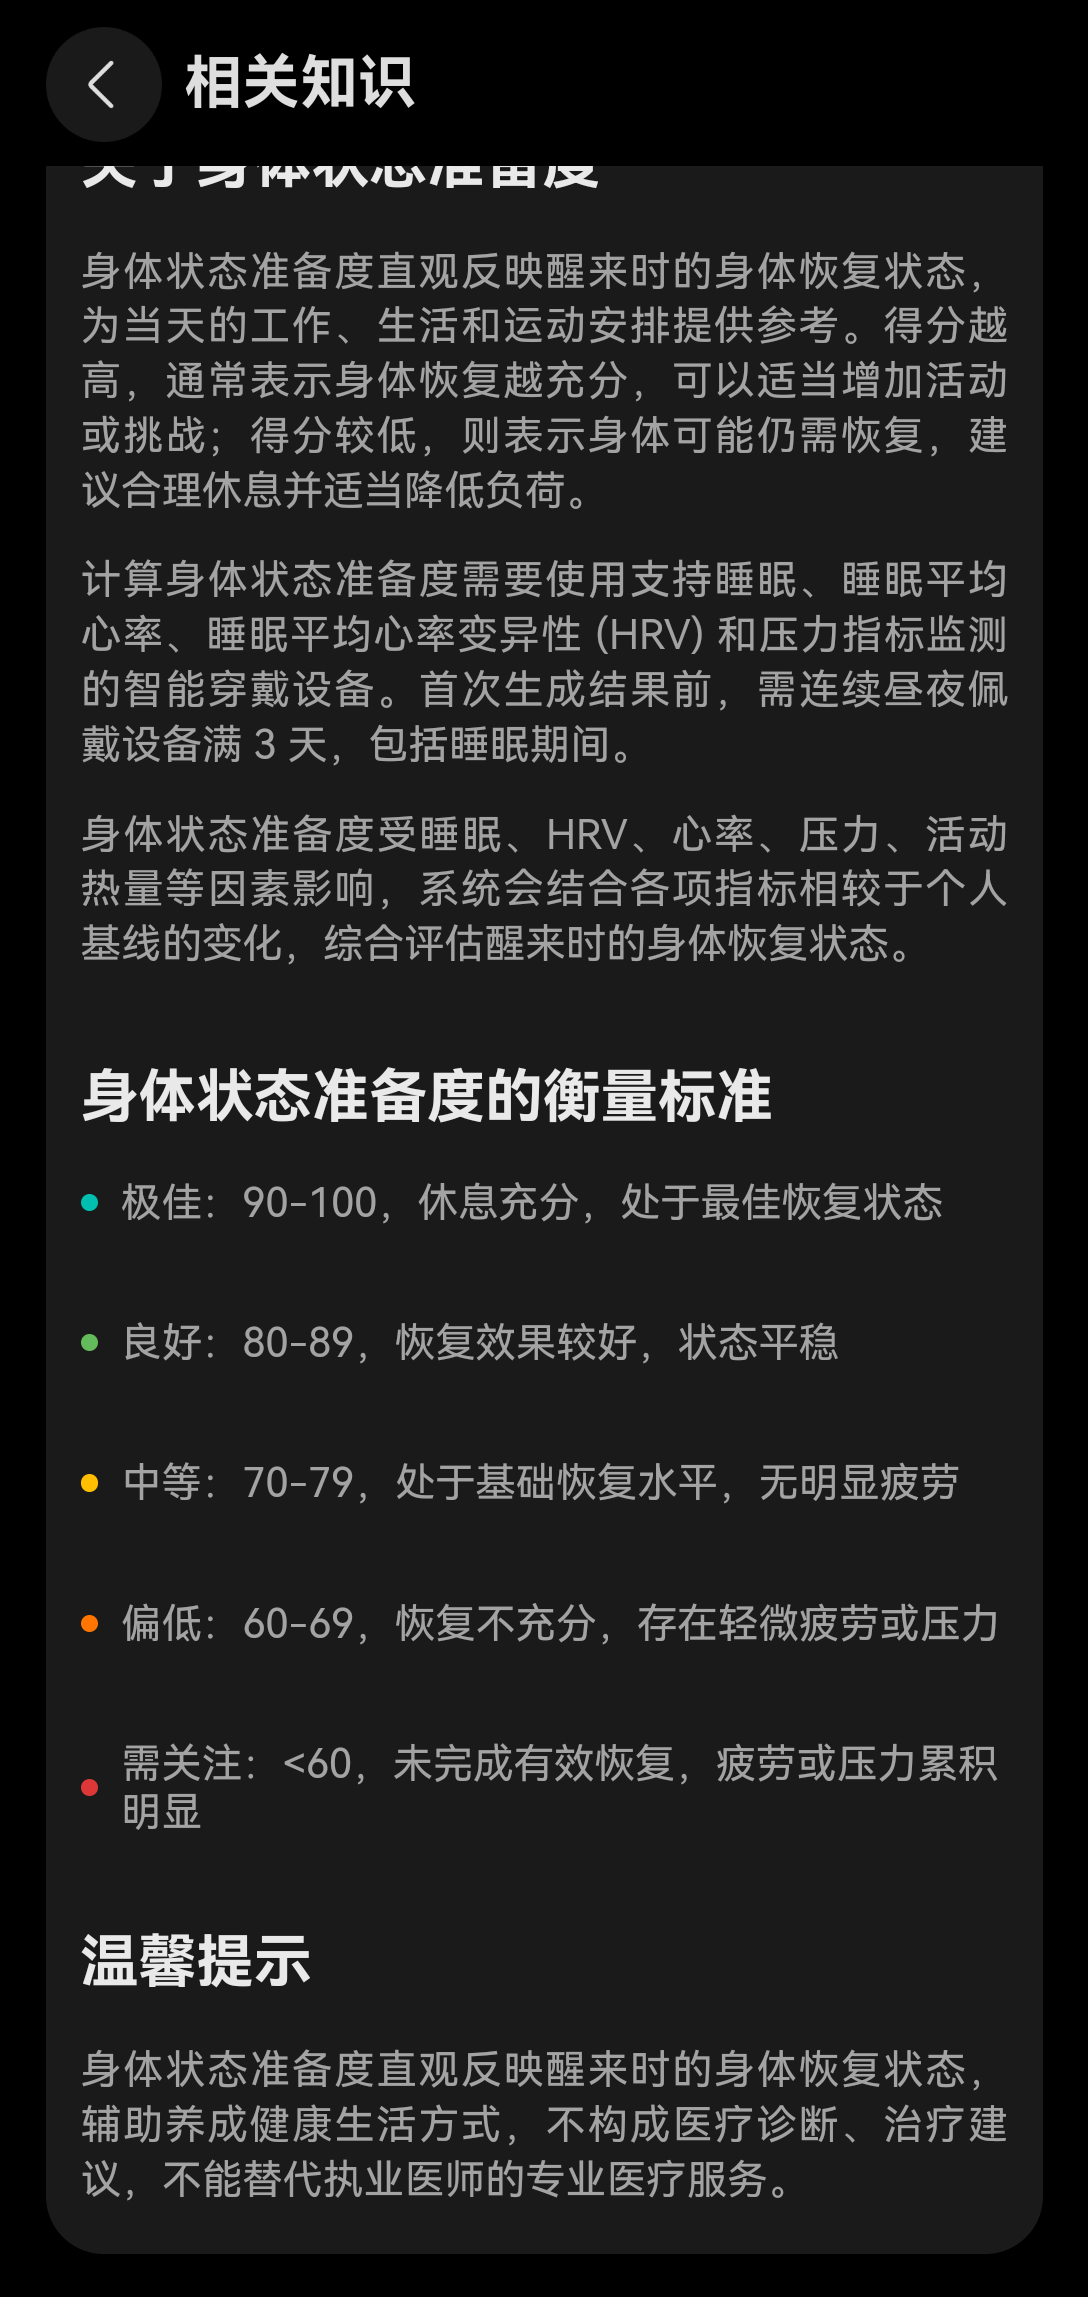 相关知识
关于身体状态准备度
身体状态准备度直观反映醒来时的身体恢复状态，
为当天的工作、生活和运动安排提供参考。得分越
高，通常表示身体恢复越充分，可以适当增加活动
或挑战；得分较低，则表示身体可能仍需恢复，建
议合理休息并适当降低负荷。
计算身体状态准备度需要使用支持睡眠、睡眠平均
心率、睡眠平均心率变异性 (HRV) 和压力指标监测
的智能穿戴设备。首次生成结果前，需连续昼夜佩
戴设备满 3 天，包括睡眠期间。
身体状态准备度受睡眠、HRV、心率、压力、活动
热量等因素影响，系统会结合各项指标相较于个人
基线的变化，综合评估醒来时的身体恢复状态。
身体状态准备度的衡量标准
极佳：90-100，休息充分，处于最佳恢复状态
良好：80-89，恢复效果较好，状态平稳
中等：70-79，处于基础恢复水平，无明显疲劳
偏低：60-69，恢复不充分，存在轻微疲劳或压力
需关注：<60，未完成有效恢复，疲劳或压力累积
明显
温馨提示
身体状态准备度直观反映醒来时的身体恢复状态，
辅助养成健康生活方式，不构成医疗诊断、治疗建
议，不能替代执业医师的专业医疗服务。